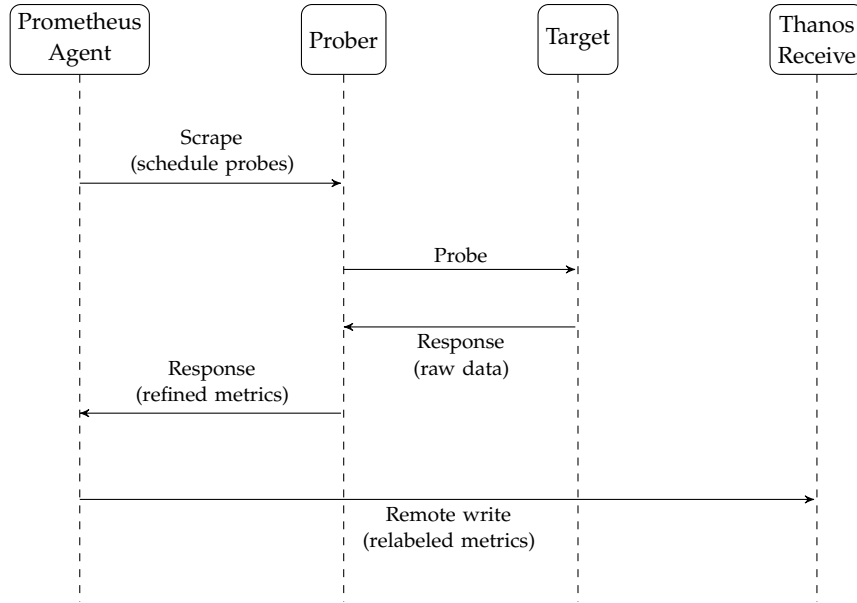 Prometheus
Agent
Prober
Target
Thanos
Receive
Scrape
(schedule probes)
Probe
Response
(raw data)
Response
(refined metrics)
Remote write
(relabeled metrics)